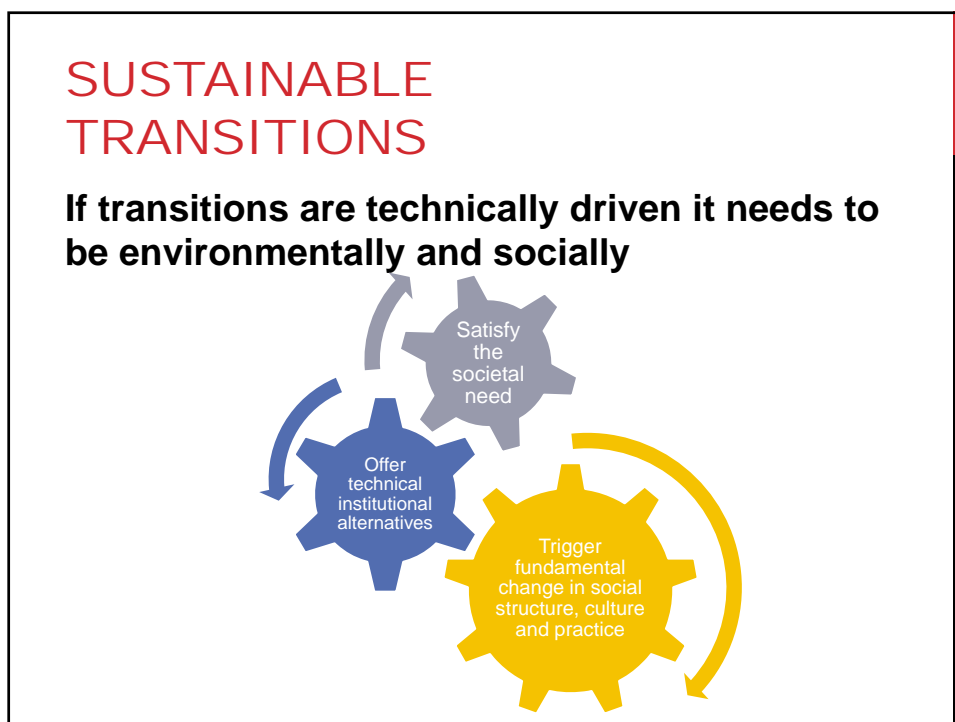 SUSTAINABLE
TRANSITIONS
If transitions are technically driven it needs to
be environmentally and socially
Satisfy
the
societal
need
Offer
technical
institutional
alternatives
Trigger
fundamental
change in social
structure, culture
and practice